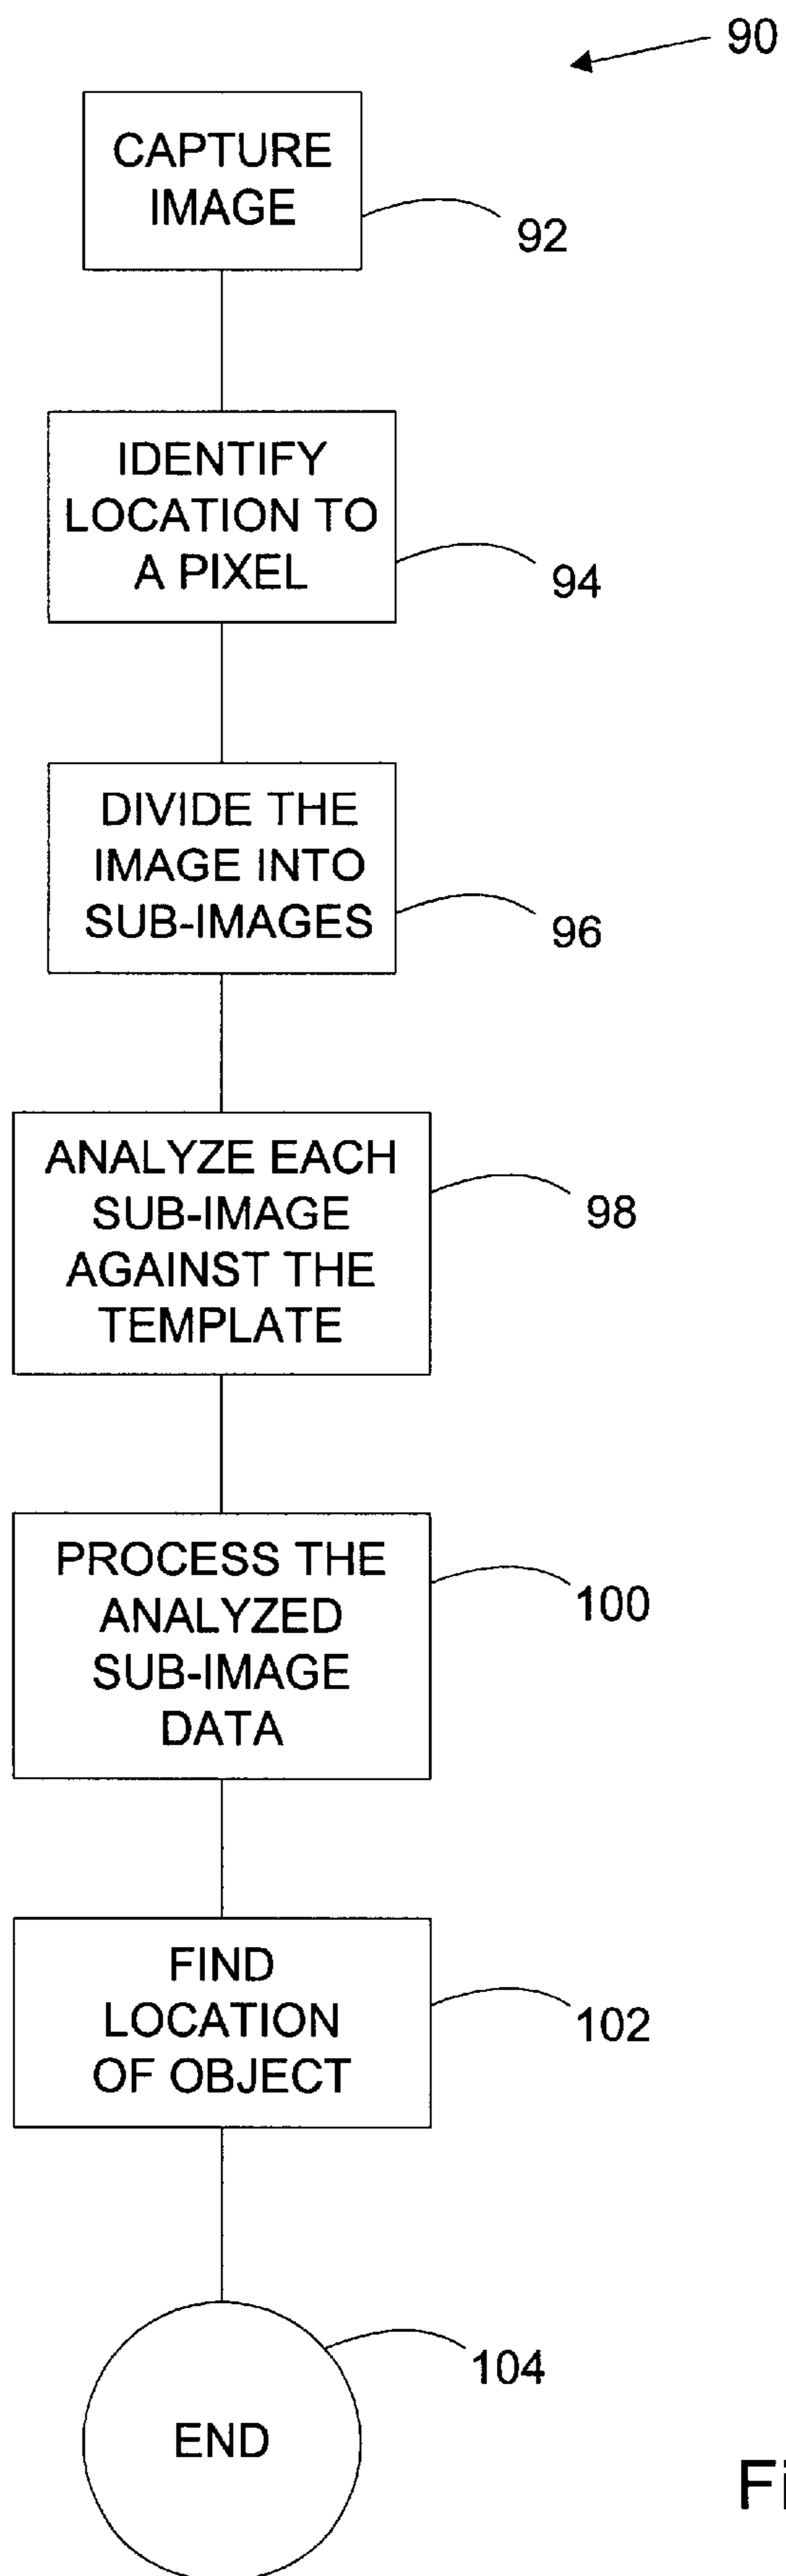 90
CAPTURE
IMAGE
92
IDENTIFY
LOCATION TO
A PIXEL
94
DIVIDE THE
IMAGE INTO
SUB-IMAGES
96
ANALYZE EACH
SUB-IMAGE
AGAINST THE
TEMPLATE
98
PROCESS THE
ANALYZED
SUB-IMAGE
DATA
100
FIND
LOCATION
OF OBJECT
102
END
104